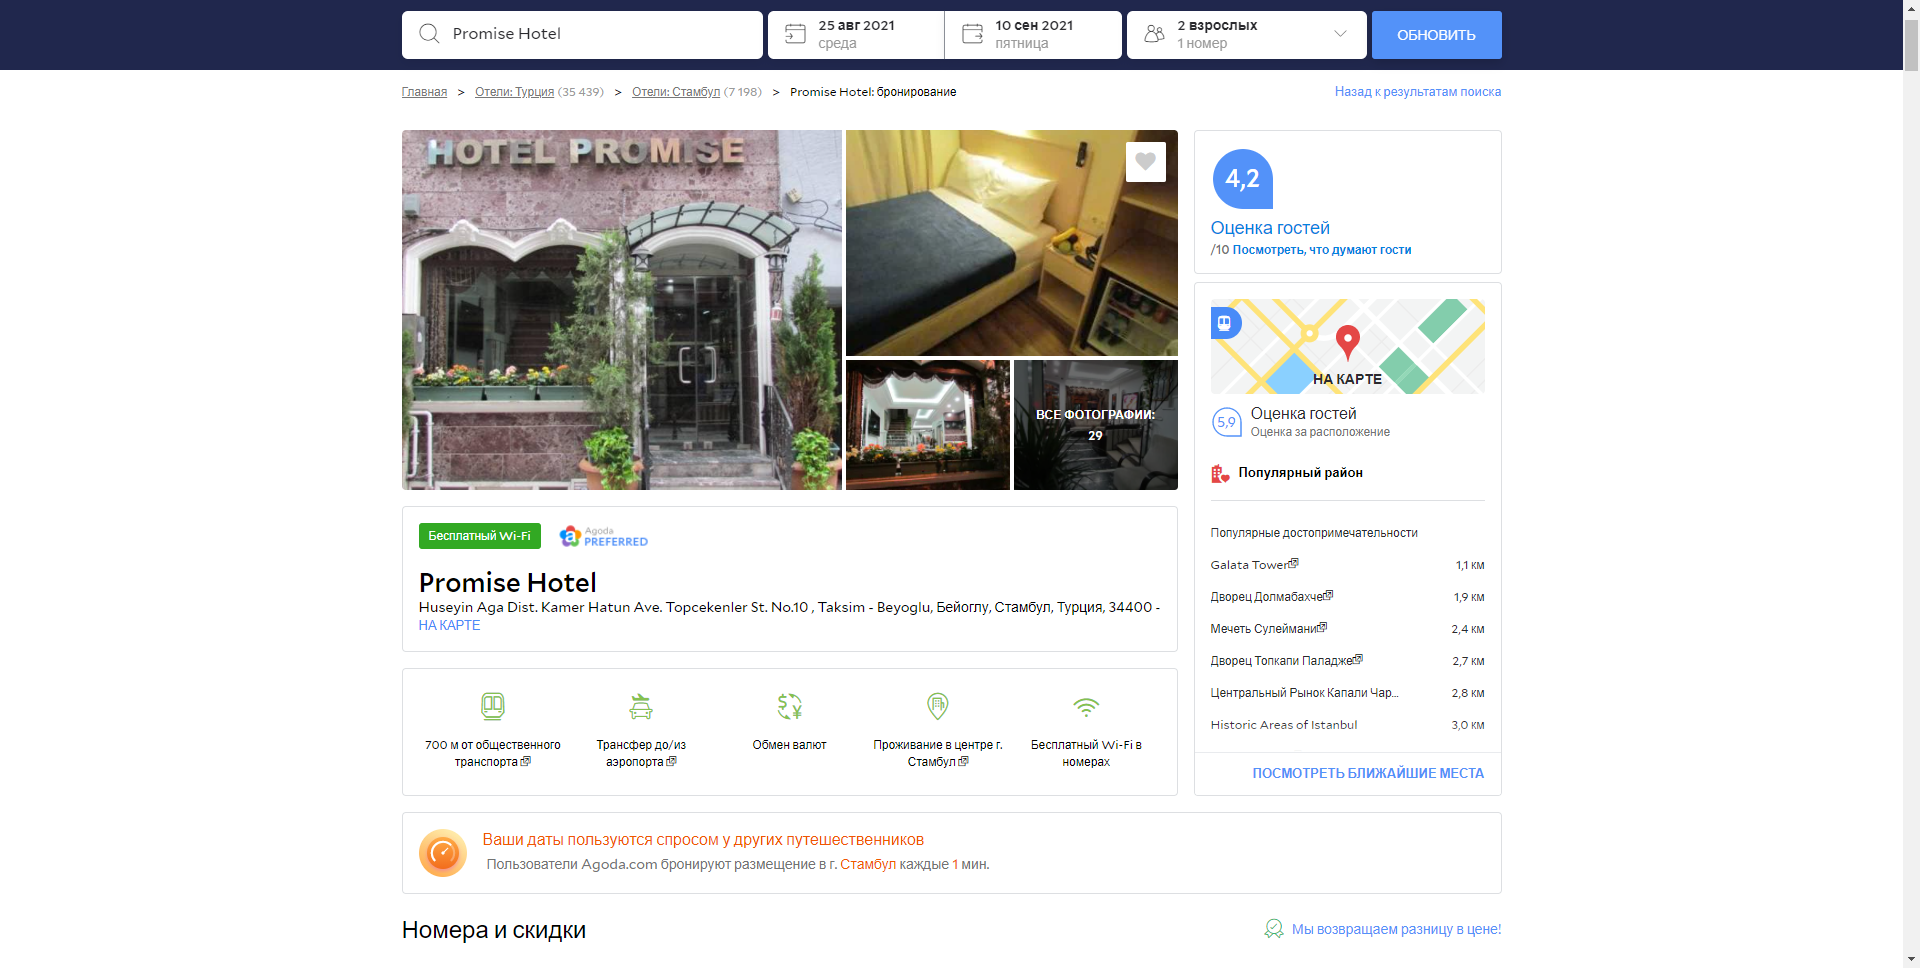 Promise Hotel
25 авг 2021
среда
10 сен 2021
пятница
2 взрослых
1 номер
ОБНОВИТЬ
Главная > Отели: Турция (35 439) > Отели: Стамбул (7 198) > Promise Hotel: бронирование
Назад к результатам поиска
HOTEL PROMISE
ВСЕ ФОТОГРАФИИ:
29
4,2
Оценка гостей
/10 Посмотреть, что думают гости
НА КАРТЕ
5,9
Оценка гостей
Оценка за расположение
Популярный район
Популярные достопримечательности
Galata Tower 1,1 км
Дворец Долмабахче 1,9 км
Мечеть Сулеймани 2,4 км
Дворец Топкапи Паладже 2,7 км
Центральный Рынок Капали Чар... 2,8 км
Historic Areas of Istanbul 3,0 км
ПОСМОТРЕТЬ БЛИЖАЙШИЕ МЕСТА
Бесплатный Wi-Fi
a Agoda
PREFERRED
Promise Hotel
Huseyin Aga Dist. Kamer Hatun Ave. Topcekenler St. No.10 , Taksim - Beyoglu, Бейоглу, Стамбул, Турция, 34400 -
НА КАРТЕ
700 м от общественного
транспорта
Трансфер до/из
аэропорта
Обмен валют
Проживание в центре г.
Стамбул
Бесплатный Wi-Fi в
номерах
Ваши даты пользуются спросом у других путешественников
Пользователи Agoda.com бронируют размещение в г. Стамбул каждые 1 мин.
Номера и скидки
Мы возвращаем разницу в цене!